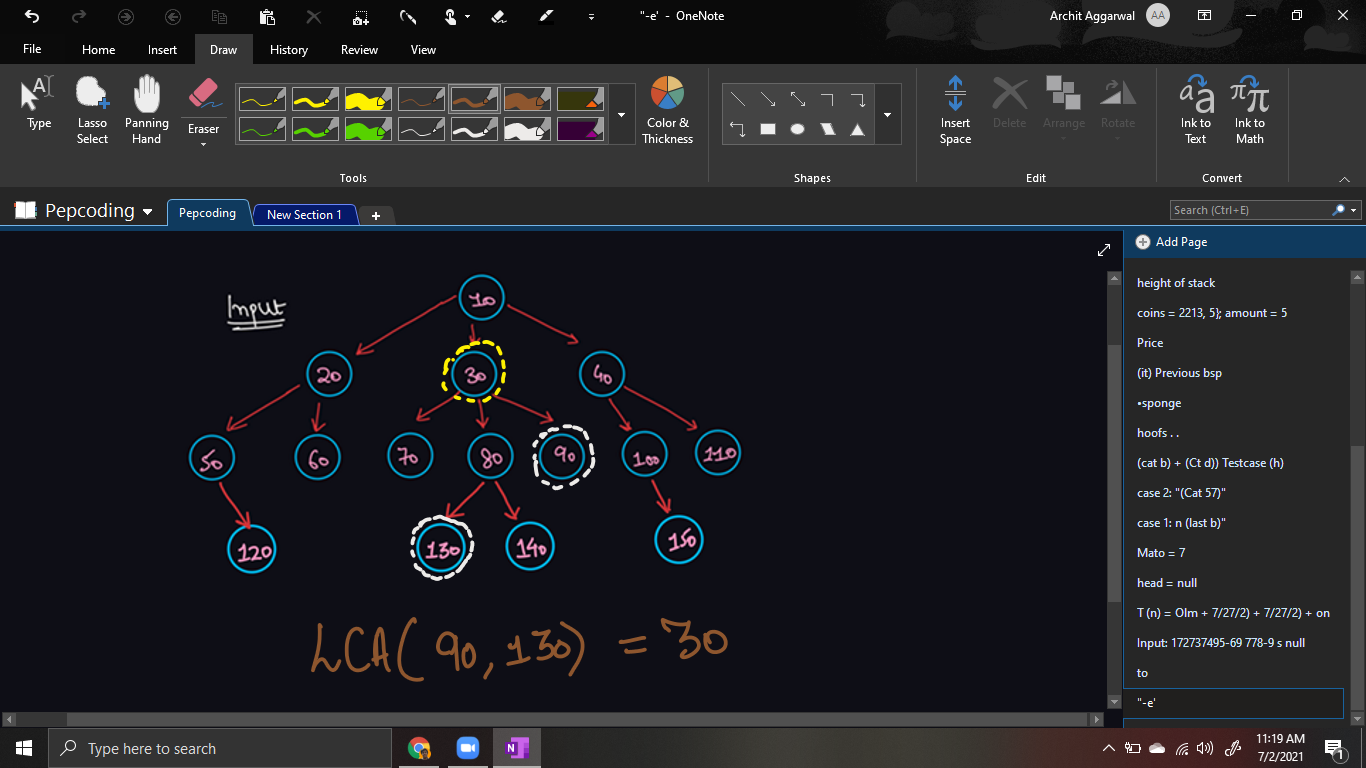 "-e' - OneNote
Archit Aggarwal AA
File Home Insert Draw History Review View
Type
Lasso Select
Panning Hand
Eraser
Color & Thickness
Insert Space
Delete
Arrange
Rotate
Ink to Text
Ink to Math
Tools Shapes Edit Convert
Pepcoding Pepcoding New Section 1 +
Search (Ctrl+E)
Add Page
Input
10
20 30 40
50 60 70 80 90 100 110
120 130 140 150
LCA(90,130) = 30
height of stack
coins = 2213, 5}; amount = 5
Price
(it) Previous bsp
•sponge
hoofs . .
(cat b) + (Ct d)) Testcase (h)
case 2: "(Cat 57)"
case 1: n (last b)"
Mato = 7
head = null
T (n) = Olm + 7/27/2) + 7/27/2) + on
Input: 172737495-69 778-9 s null
to
"-e'
Type here to search
11:19 AM
7/2/2021
1